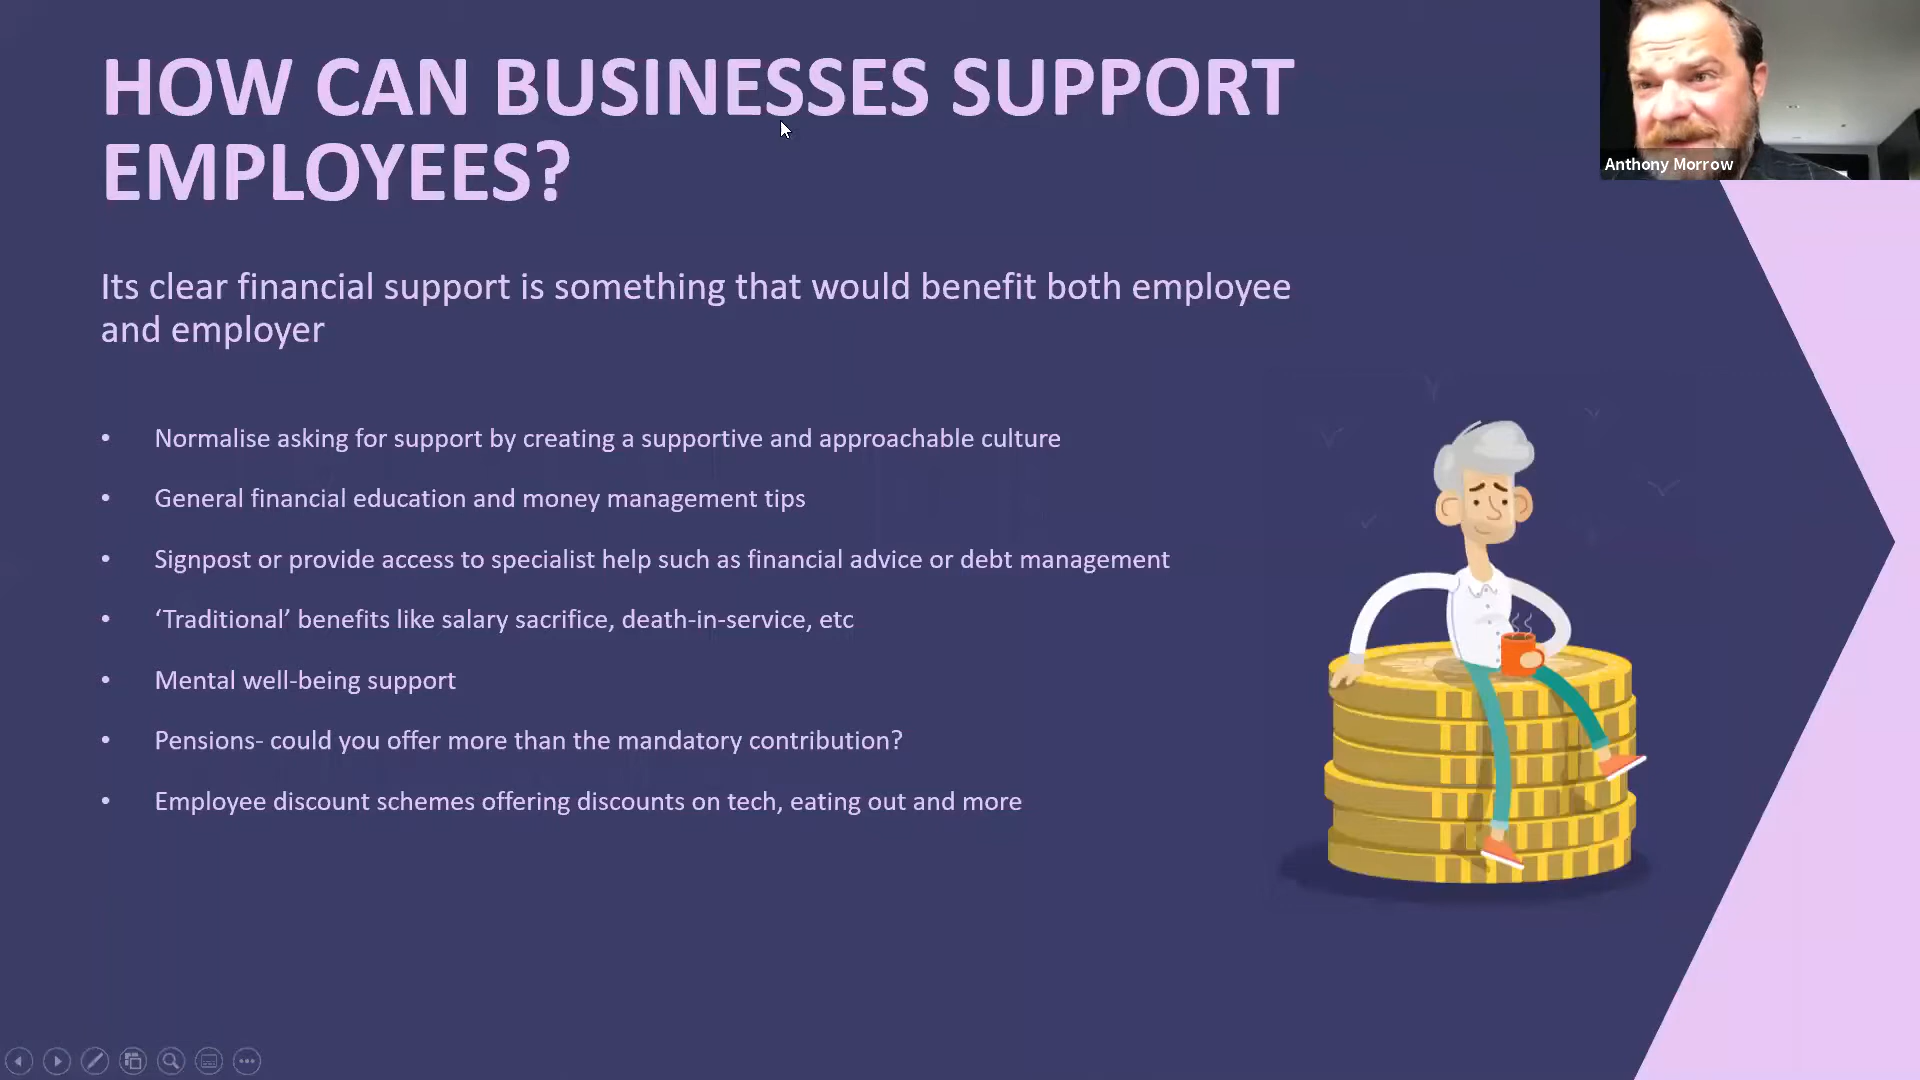 HOW CAN BUSINESSES SUPPORT
EMPLOYEES?
Anthony Morrow
Its clear financial support is something that would benefit both employee
and employer
• Normalise asking for support by creating a supportive and approachable culture
• General financial education and money management tips
• Signpost or provide access to specialist help such as financial advice or debt management
• ‘Traditional’ benefits like salary sacrifice, death-in-service, etc
• Mental well-being support
• Pensions- could you offer more than the mandatory contribution?
• Employee discount schemes offering discounts on tech, eating out and more